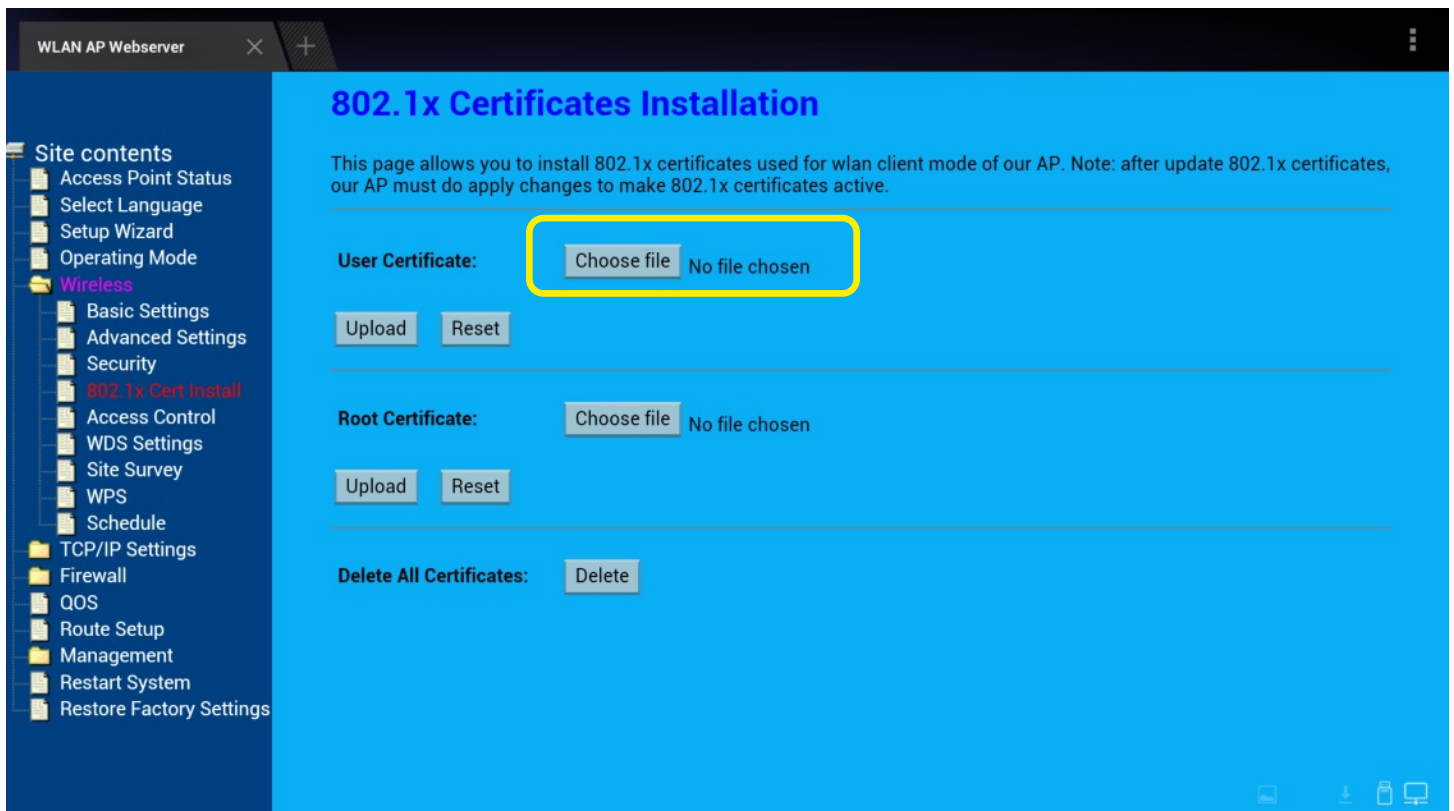 WLAN AP Webserver
802.1x Certificates Installation
This page allows you to install 802.1x certificates used for wlan client mode of our AP. Note: after update 802.1x certificates,
our AP must do apply changes to make 802.1x certificates active.
Site contents
Access Point Status
Select Language
Setup Wizard
Operating Mode
Wireless
Basic Settings
Advanced Settings
Security
802.1x Cert Install
Access Control
WDS Settings
Site Survey
WPS
Schedule
TCP/IP Settings
Firewall
QOS
Route Setup
Management
Restart System
Restore Factory Settings
User Certificate: Choose file No file chosen
Upload Reset
Root Certificate: Choose file No file chosen
Upload Reset
Delete All Certificates: Delete